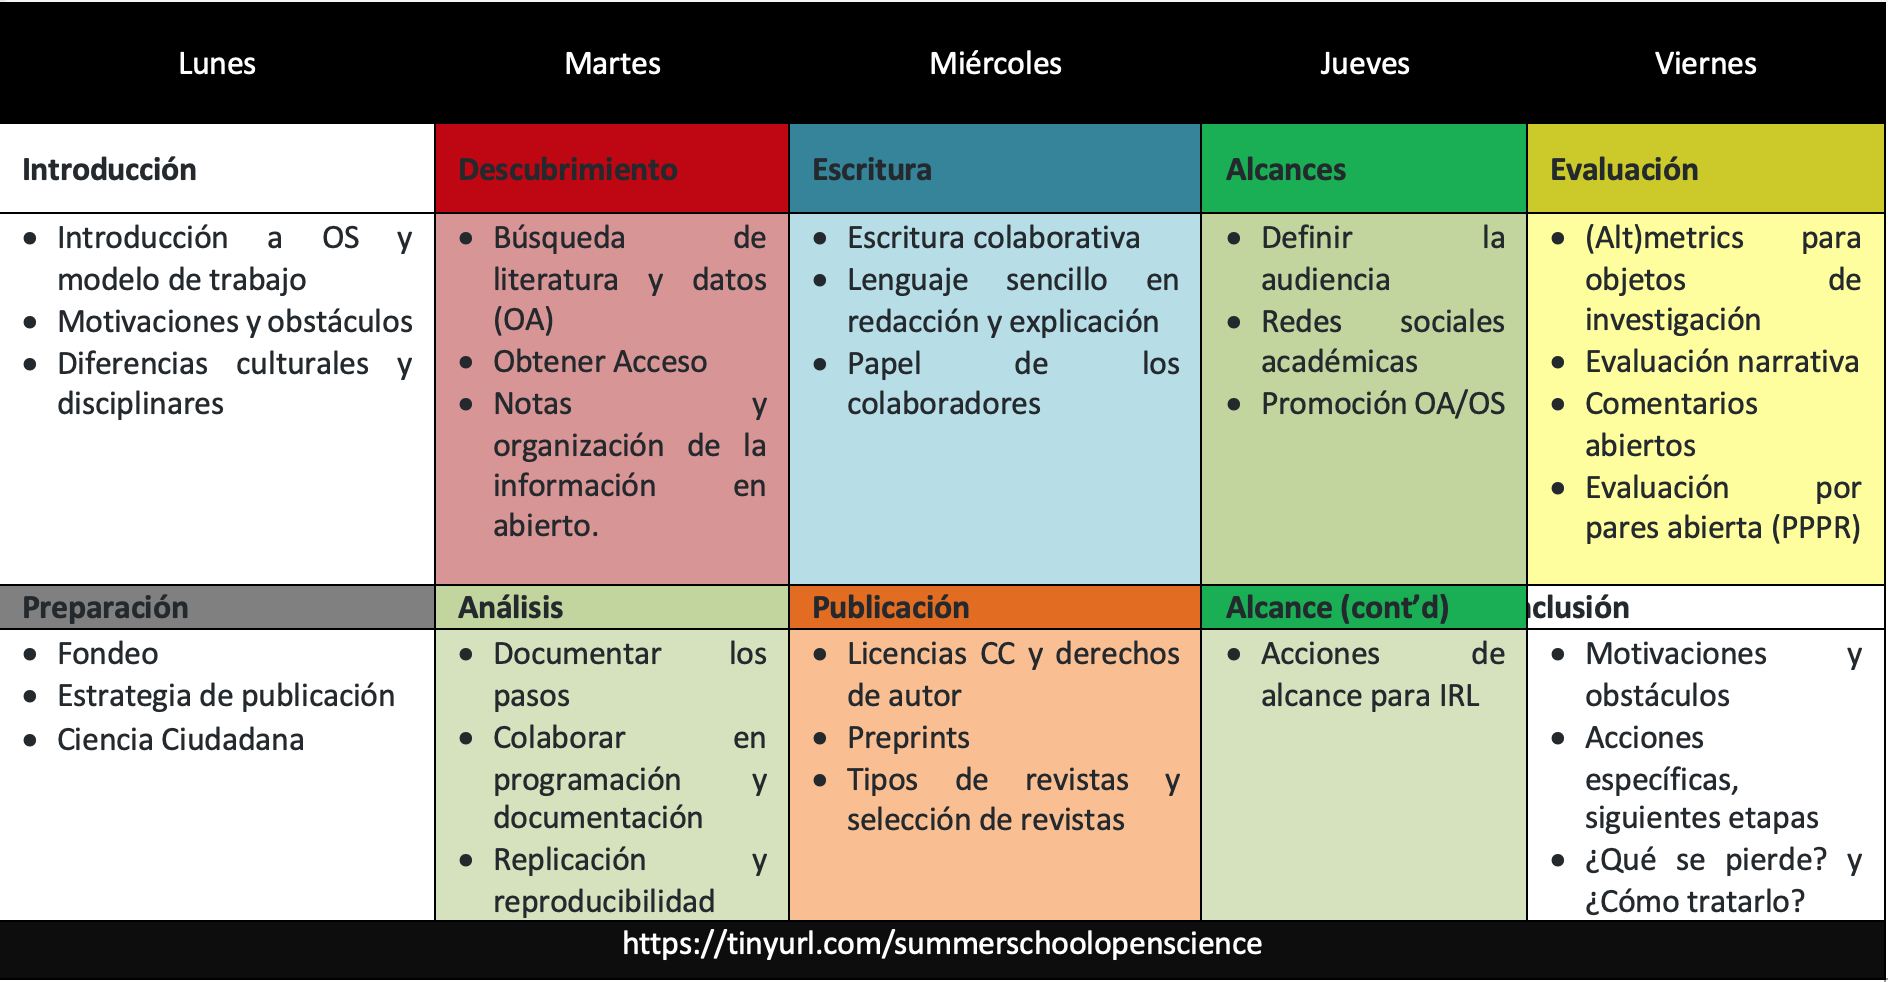 Lunes
Martes
Miércoles
Jueves
Viernes
Introducción
Descubrimiento
Escritura
Alcances
Evaluación
• Introducción a OS y
modelo de trabajo
• Motivaciones y obstáculos
• Diferencias culturales y
disciplinares
• Búsqueda de
literatura y datos
(OA)
• Obtener Acceso
• Notas y
organización de la
información en
abierto.
• Escritura colaborativa
• Lenguaje sencillo en
redacción y explicación
• Papel de los
colaboradores
• Definir la
audiencia
• Redes sociales
académicas
• Promoción OA/OS
• (Alt)metrics para
objetos de
investigación
• Evaluación narrativa
• Comentarios
abiertos
• Evaluación por
pares abierta (PPPR)
Preparación
Análisis
Publicación
Alcance (cont’d)
nclusión
• Fondeo
• Estrategia de publicación
• Ciencia Ciudadana
• Documentar los
pasos
• Colaborar en
programación y
documentación
• Replicación y
reproducibilidad
• Licencias CC y derechos
de autor
• Preprints
• Tipos de revistas y
selección de revistas
• Acciones de
alcance para IRL
• Motivaciones y
obstáculos
• Acciones
específicas,
siguientes etapas
• ¿Qué se pierde? y
¿Cómo tratarlo?
https://tinyurl.com/summerschoolopenscience